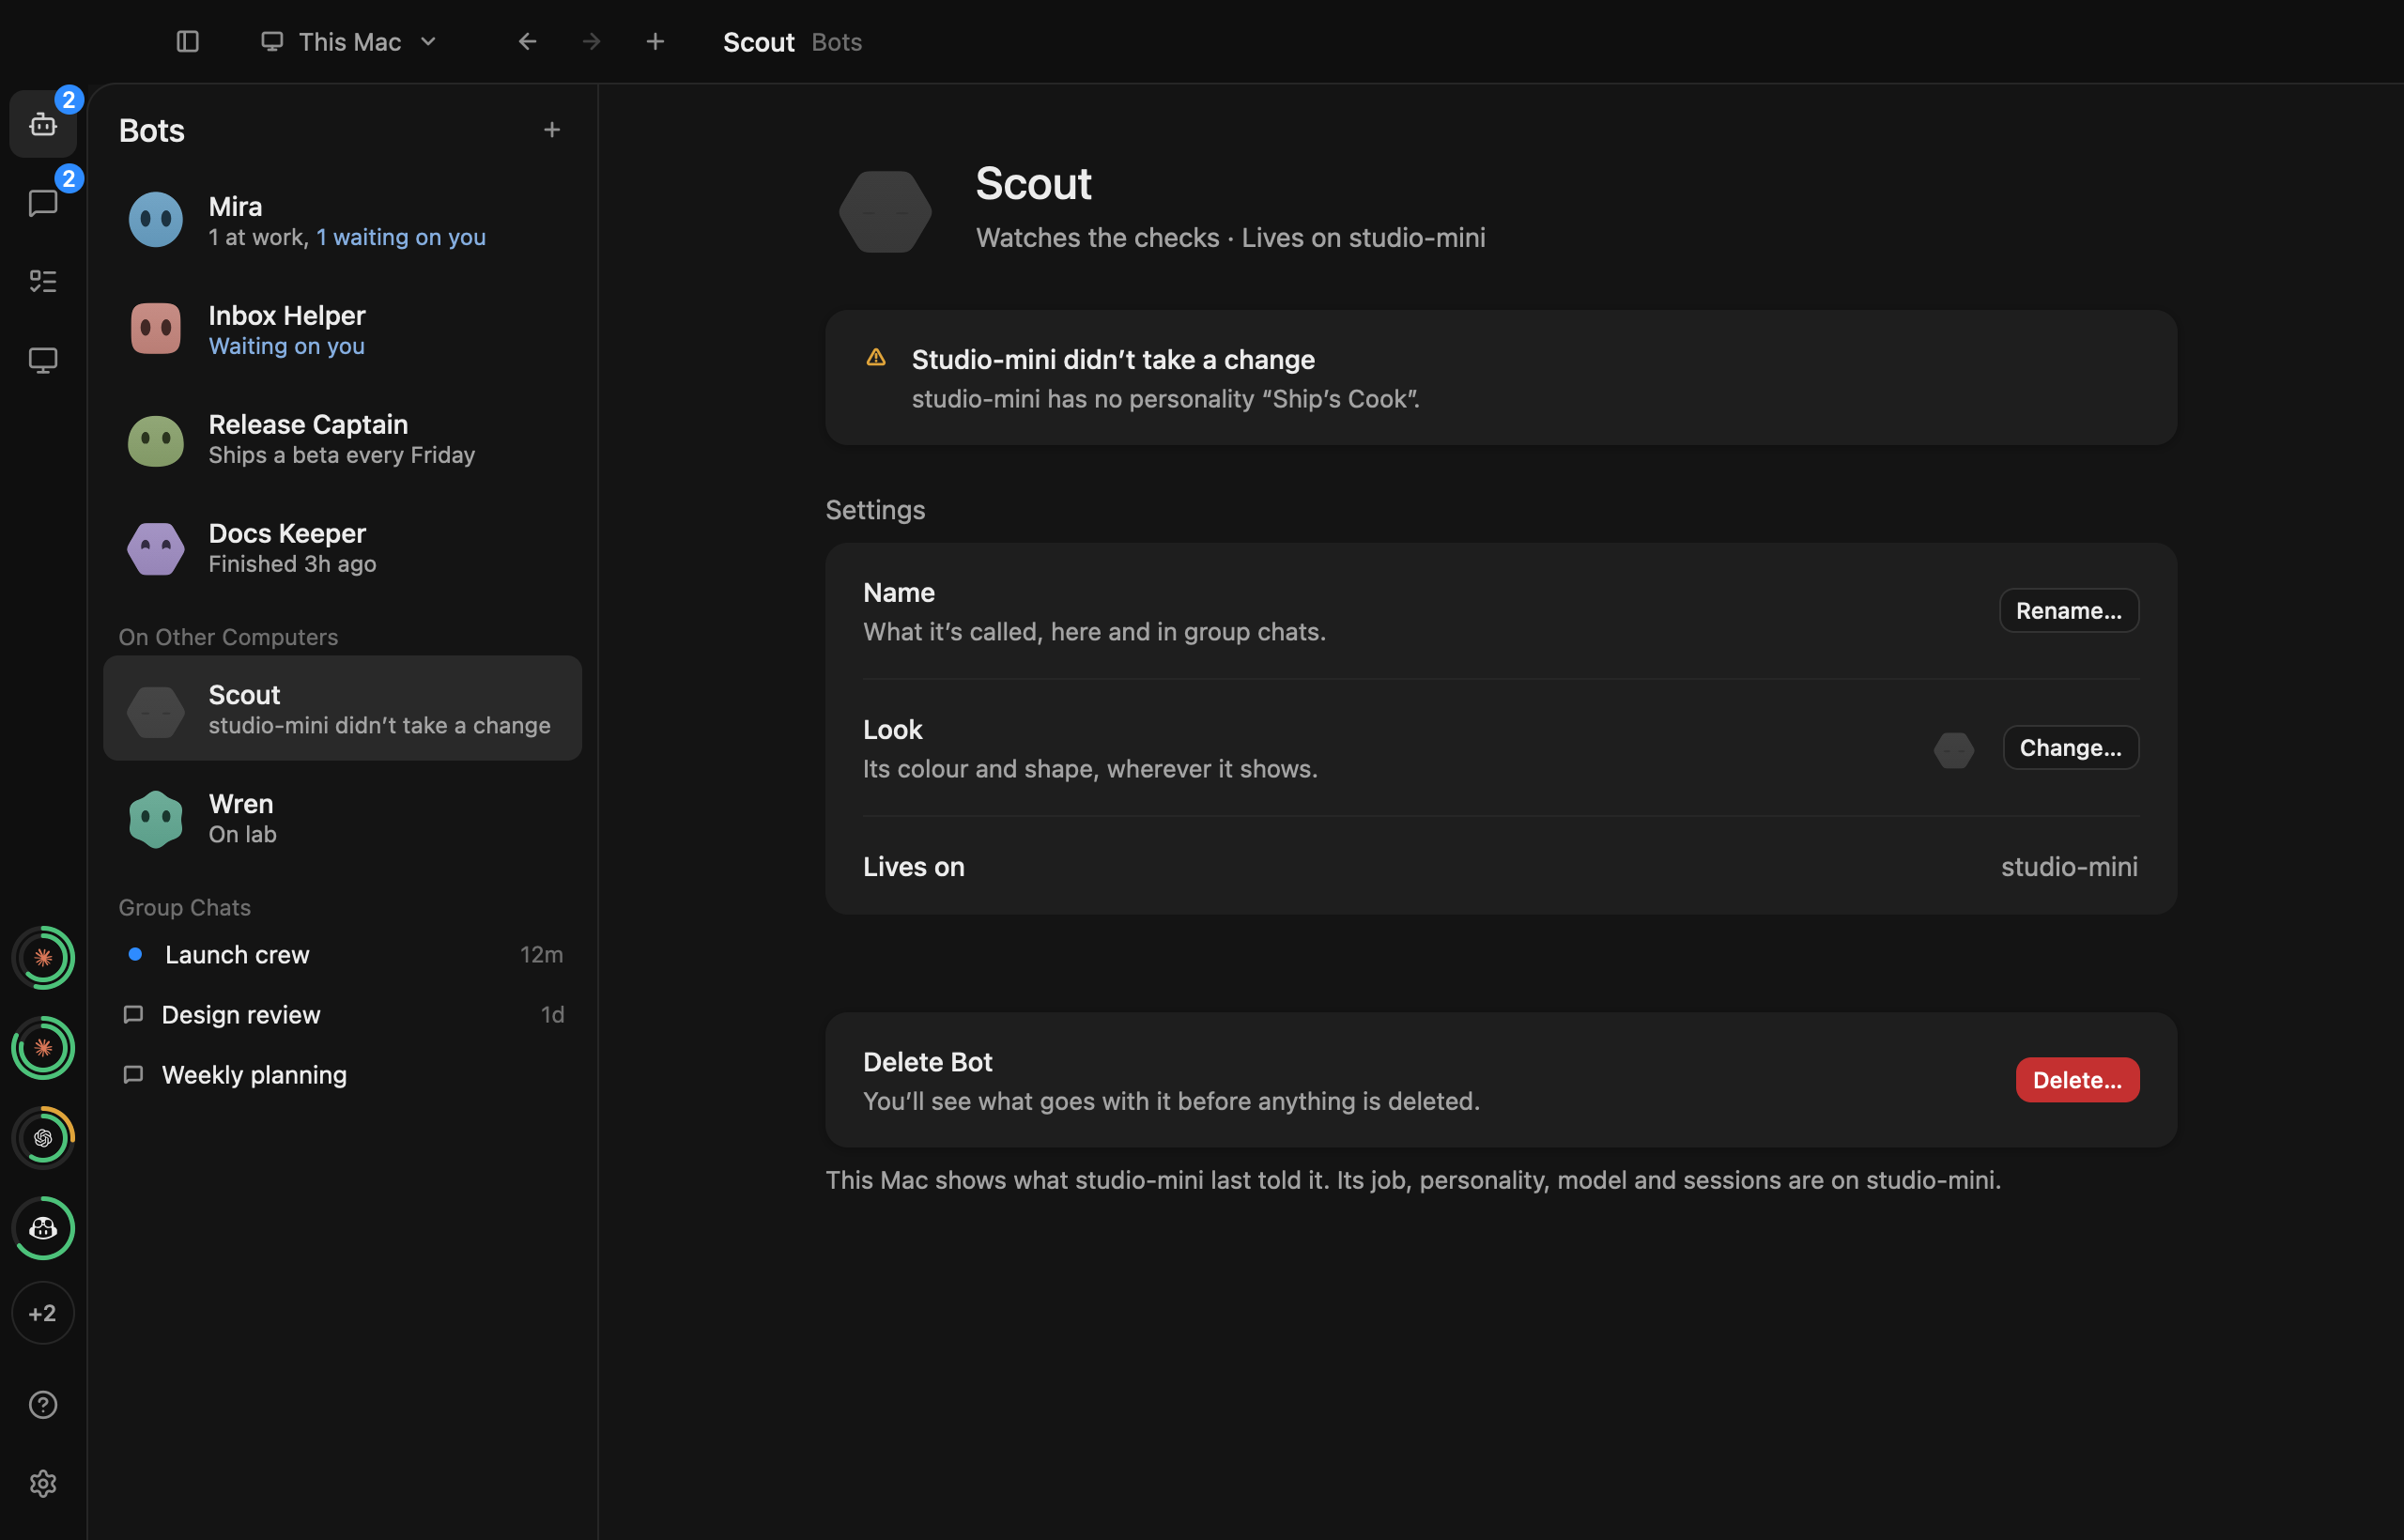 This Mac
Scout Bots
2
2
Bots
Mira
1 at work, 1 waiting on you
Inbox Helper
Waiting on you
Release Captain
Ships a beta every Friday
Docs Keeper
Finished 3h ago
On Other Computers
Scout
studio-mini didn’t take a change
Wren
On lab
Group Chats
Launch crew 12m
Design review 1d
Weekly planning
+2
Scout
Watches the checks · Lives on studio-mini
Studio-mini didn’t take a change
studio-mini has no personality “Ship’s Cook”.
Settings
Name
What it’s called, here and in group chats.
Rename…
Look
Its colour and shape, wherever it shows.
Change…
Lives on
studio-mini
Delete Bot
You’ll see what goes with it before anything is deleted.
Delete…
This Mac shows what studio-mini last told it. Its job, personality, model and sessions are on studio-mini.